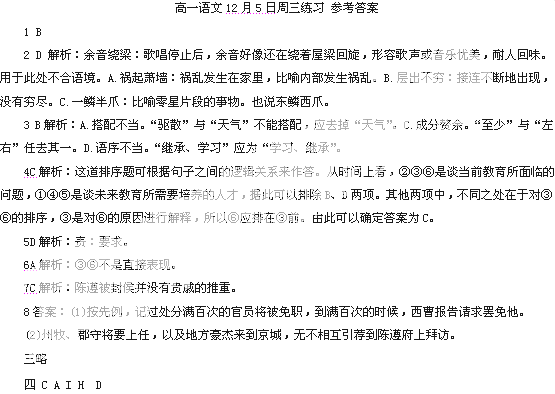 高一语文12月5日周三练习 参考答案
1 B
2 D 解析：余音绕梁：歌唱停止后，余音好像还在绕着屋梁回旋，形容歌声或音乐优美，耐人回味。
用于此处不合语境。A.祸起萧墙：祸乱发生在家里，比喻内部发生祸乱。B.层出不穷：接连不断地出现，
没有穷尽。C.一鳞半爪：比喻零星片段的事物。也说东鳞西爪。
3 B解析：A.搭配不当。“驱散”与“天气”不能搭配，应去掉“天气”。C.成分赘余。“至少”与“左
右”任去其一。D.语序不当。“继承、学习”应为“学习、继承”。
4C解析：这道排序题可根据句子之间的逻辑关系来作答。从时间上看，②③⑥是谈当前教育所面临的
问题，①④⑤是谈未来教育所需要培养的人才，据此可以排除B、D两项。其他两项中，不同之处在于对③
⑥的排序，③是对⑥的原因进行解释，所以⑥应排在③前。由此可以确定答案为C。
5D解析：责：要求。
6A解析：③⑥不是直接表现。
7C解析：陈遵被封侯并没有贲戚的推重。
8答案：(1)按先例，记过处分满百次的官员将被免职，到满百次的时候，西曹报告请求罢免他。
(2)州牧、郡守将要上任，以及地方豪杰来到京城，无不相互引荐到陈遵府上拜访。
三略
四 C A I H D